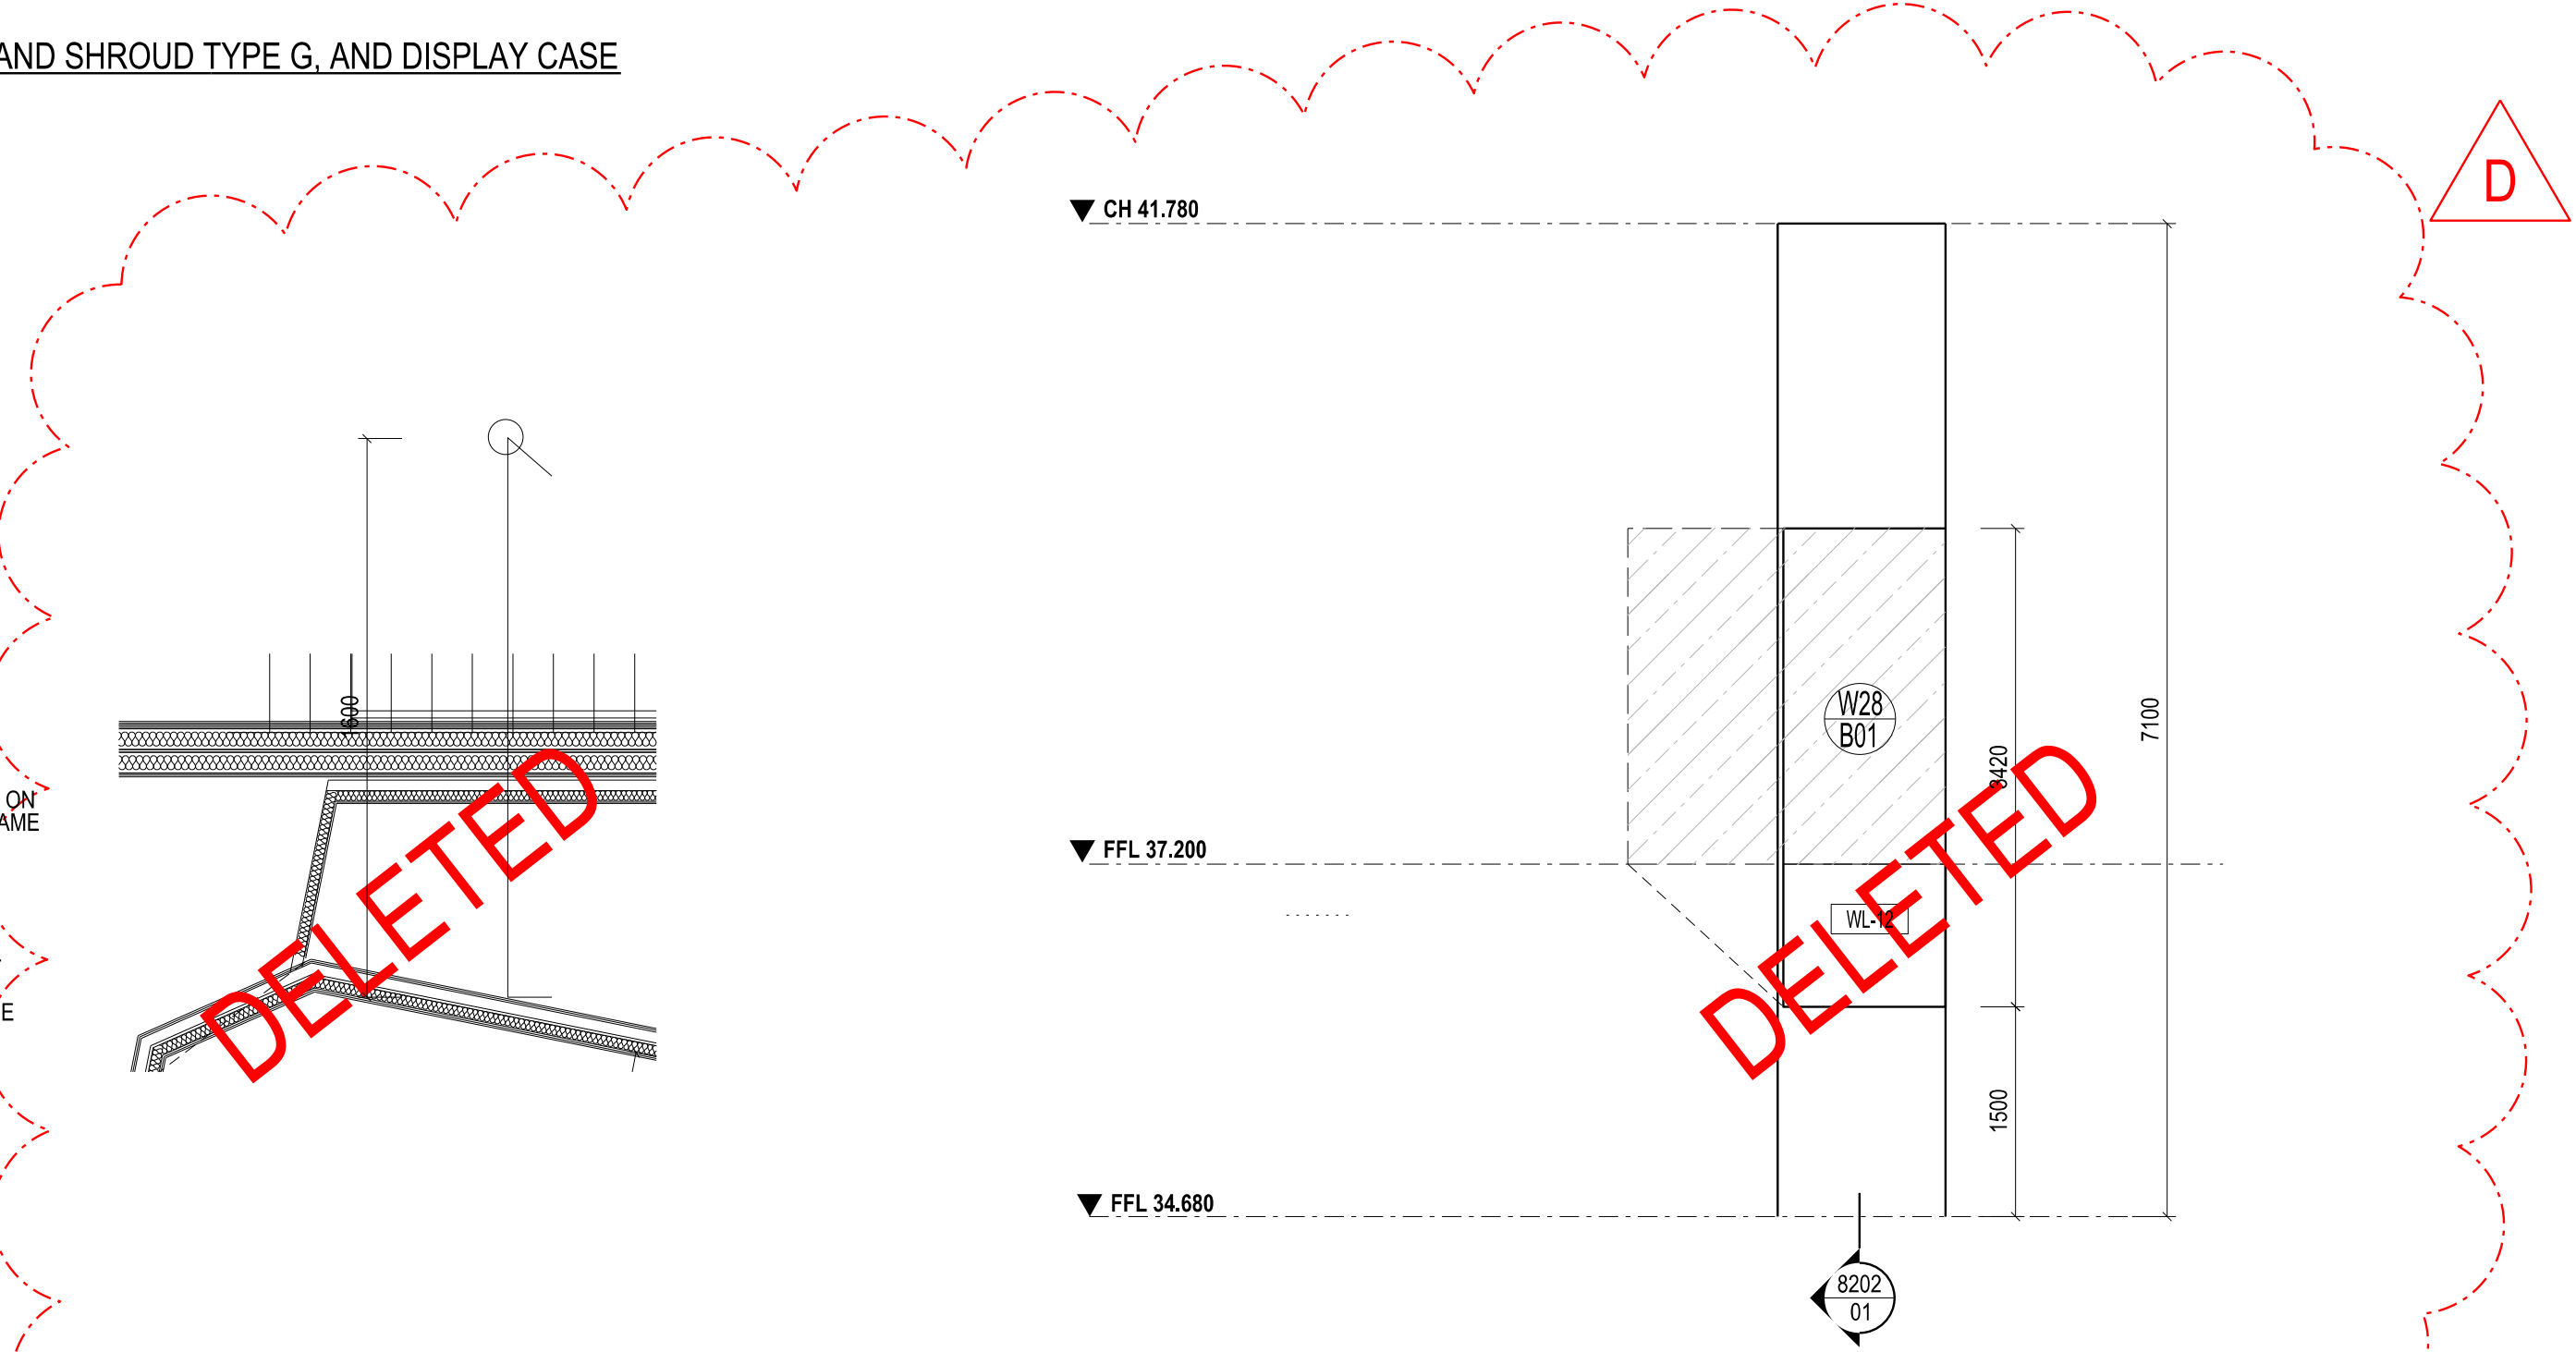 AND SHROUD TYPE G, AND DISPLAY CASE
D
CH 41.780
1600
W28
B01
7100
3420
ON
AME
FFL 37.200
WL-12
DELETED
DELETED
E
1500
FFL 34.680
8202
01